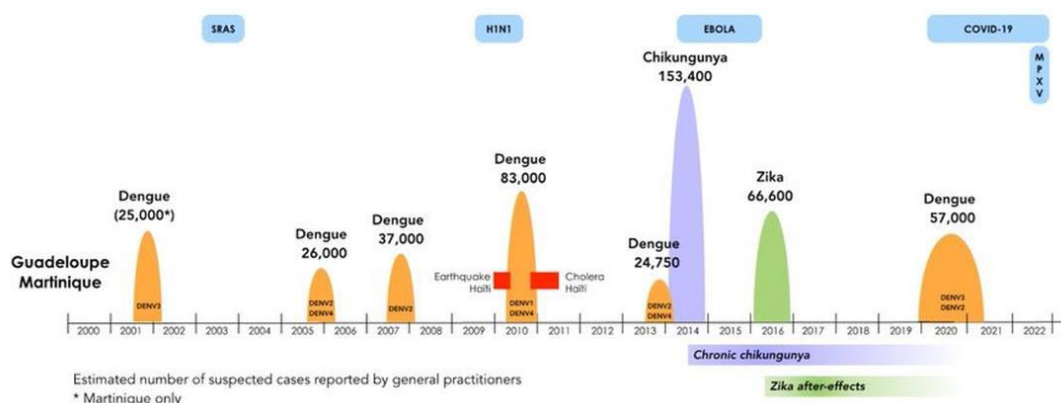 SRAS
H1N1
EBOLA
COVID-19
M
P
X
V
Chikungunya
153,400
Dengue
83,000
Zika
66,600
Dengue
(25,000*)
Dengue
57,000
Dengue
37,000
Dengue
26,000
Dengue
24,750
Guadeloupe
Martinique
Earthquake
Haïti
Cholera
Haïti
DENV3
DENV2
DENV4
DENV2
DENV1
DENV4
DENV2
DENV4
DENV3
DENV2
2000 2001 2002 2003 2004 2005 2006 2007 2008 2009 2010 2011 2012 2013 2014 2015 2016 2017 2018 2019 2020 2021 2022
Chronic chikungunya
Zika after-effects
Estimated number of suspected cases reported by general practitioners
* Martinique only